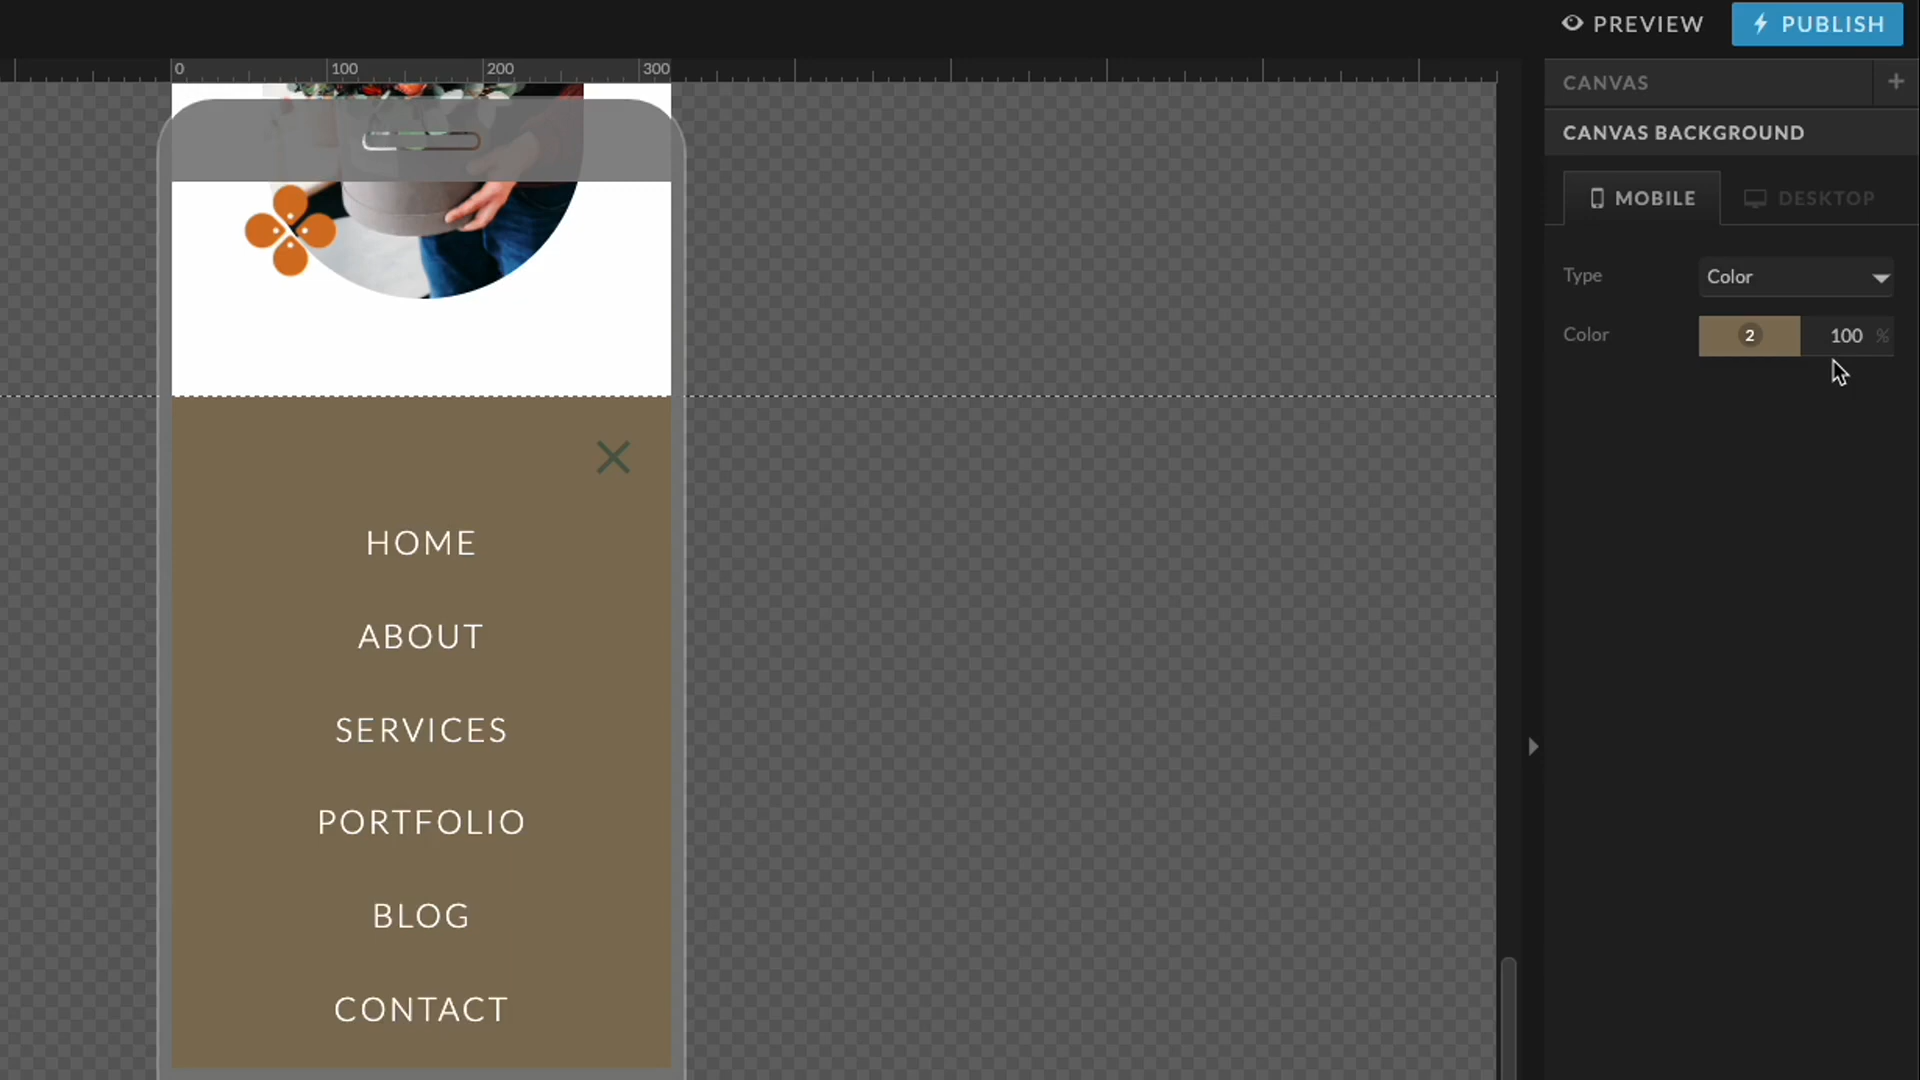 PREVIEW
PUBLISH
0 100 200 300
CANVAS +
CANVAS BACKGROUND
MOBILE DESKTOP
Type Color
Color 2 100 %
HOME
ABOUT
SERVICES
PORTFOLIO
BLOG
CONTACT